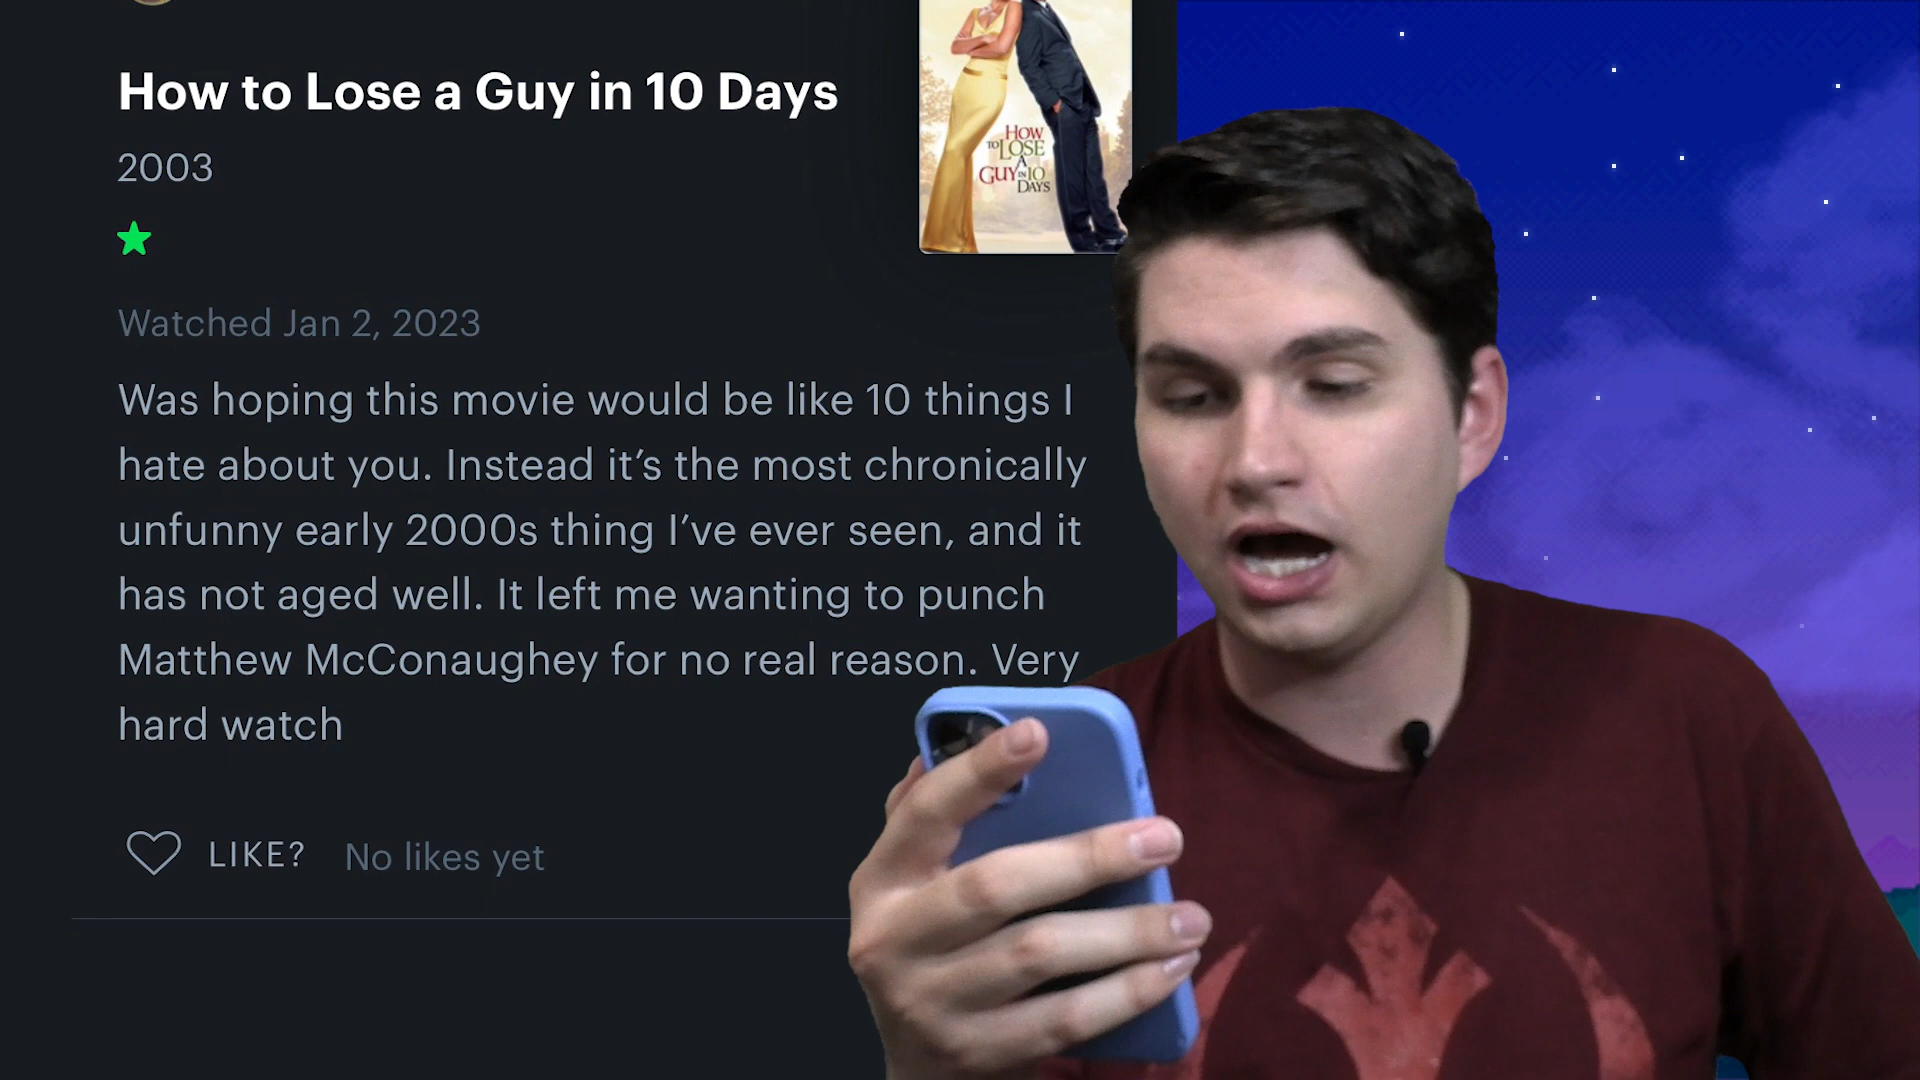 How to Lose a Guy in 10 Days
2003
HOW
TO LOSE
A
GUY IN 10
DAYS
Watched Jan 2, 2023
Was hoping this movie would be like 10 things I
hate about you. Instead it’s the most chronically
unfunny early 2000s thing I’ve ever seen, and it
has not aged well. It left me wanting to punch
Matthew McConaughey for no real reason. Very
hard watch
LIKE? No likes yet